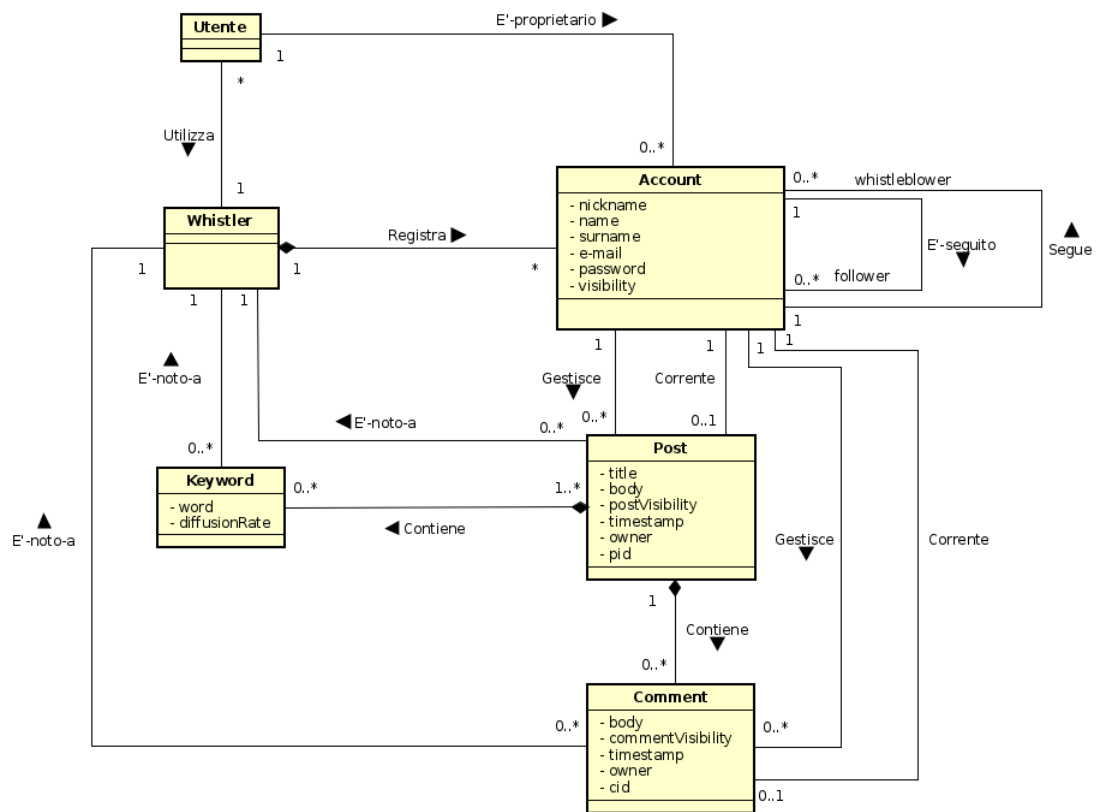 Utente
E'-proprietario
1
*
Utilizza
0..*
1
Account
- nickname
- name
- surname
- e-mail
- password
- visibility
0..*
whistleblower
1
E'-seguito
Segue
0..*
follower
1
Whistler
Registra
1
1
*
1
1
1
1
1
1
E'-noto-a
Gestisce
Corrente
E'-noto-a
0..*
0..*
0..1
0..*
Post
- title
- body
- postVisibility
- timestamp
- owner
- pid
Keyword
- word
- diffusionRate
0..*
1..*
Contiene
E'-noto-a
Gestisce
Corrente
1
Contiene
0..*
Comment
- body
- commentVisibility
- timestamp
- owner
- cid
0..*
0..*
0..1